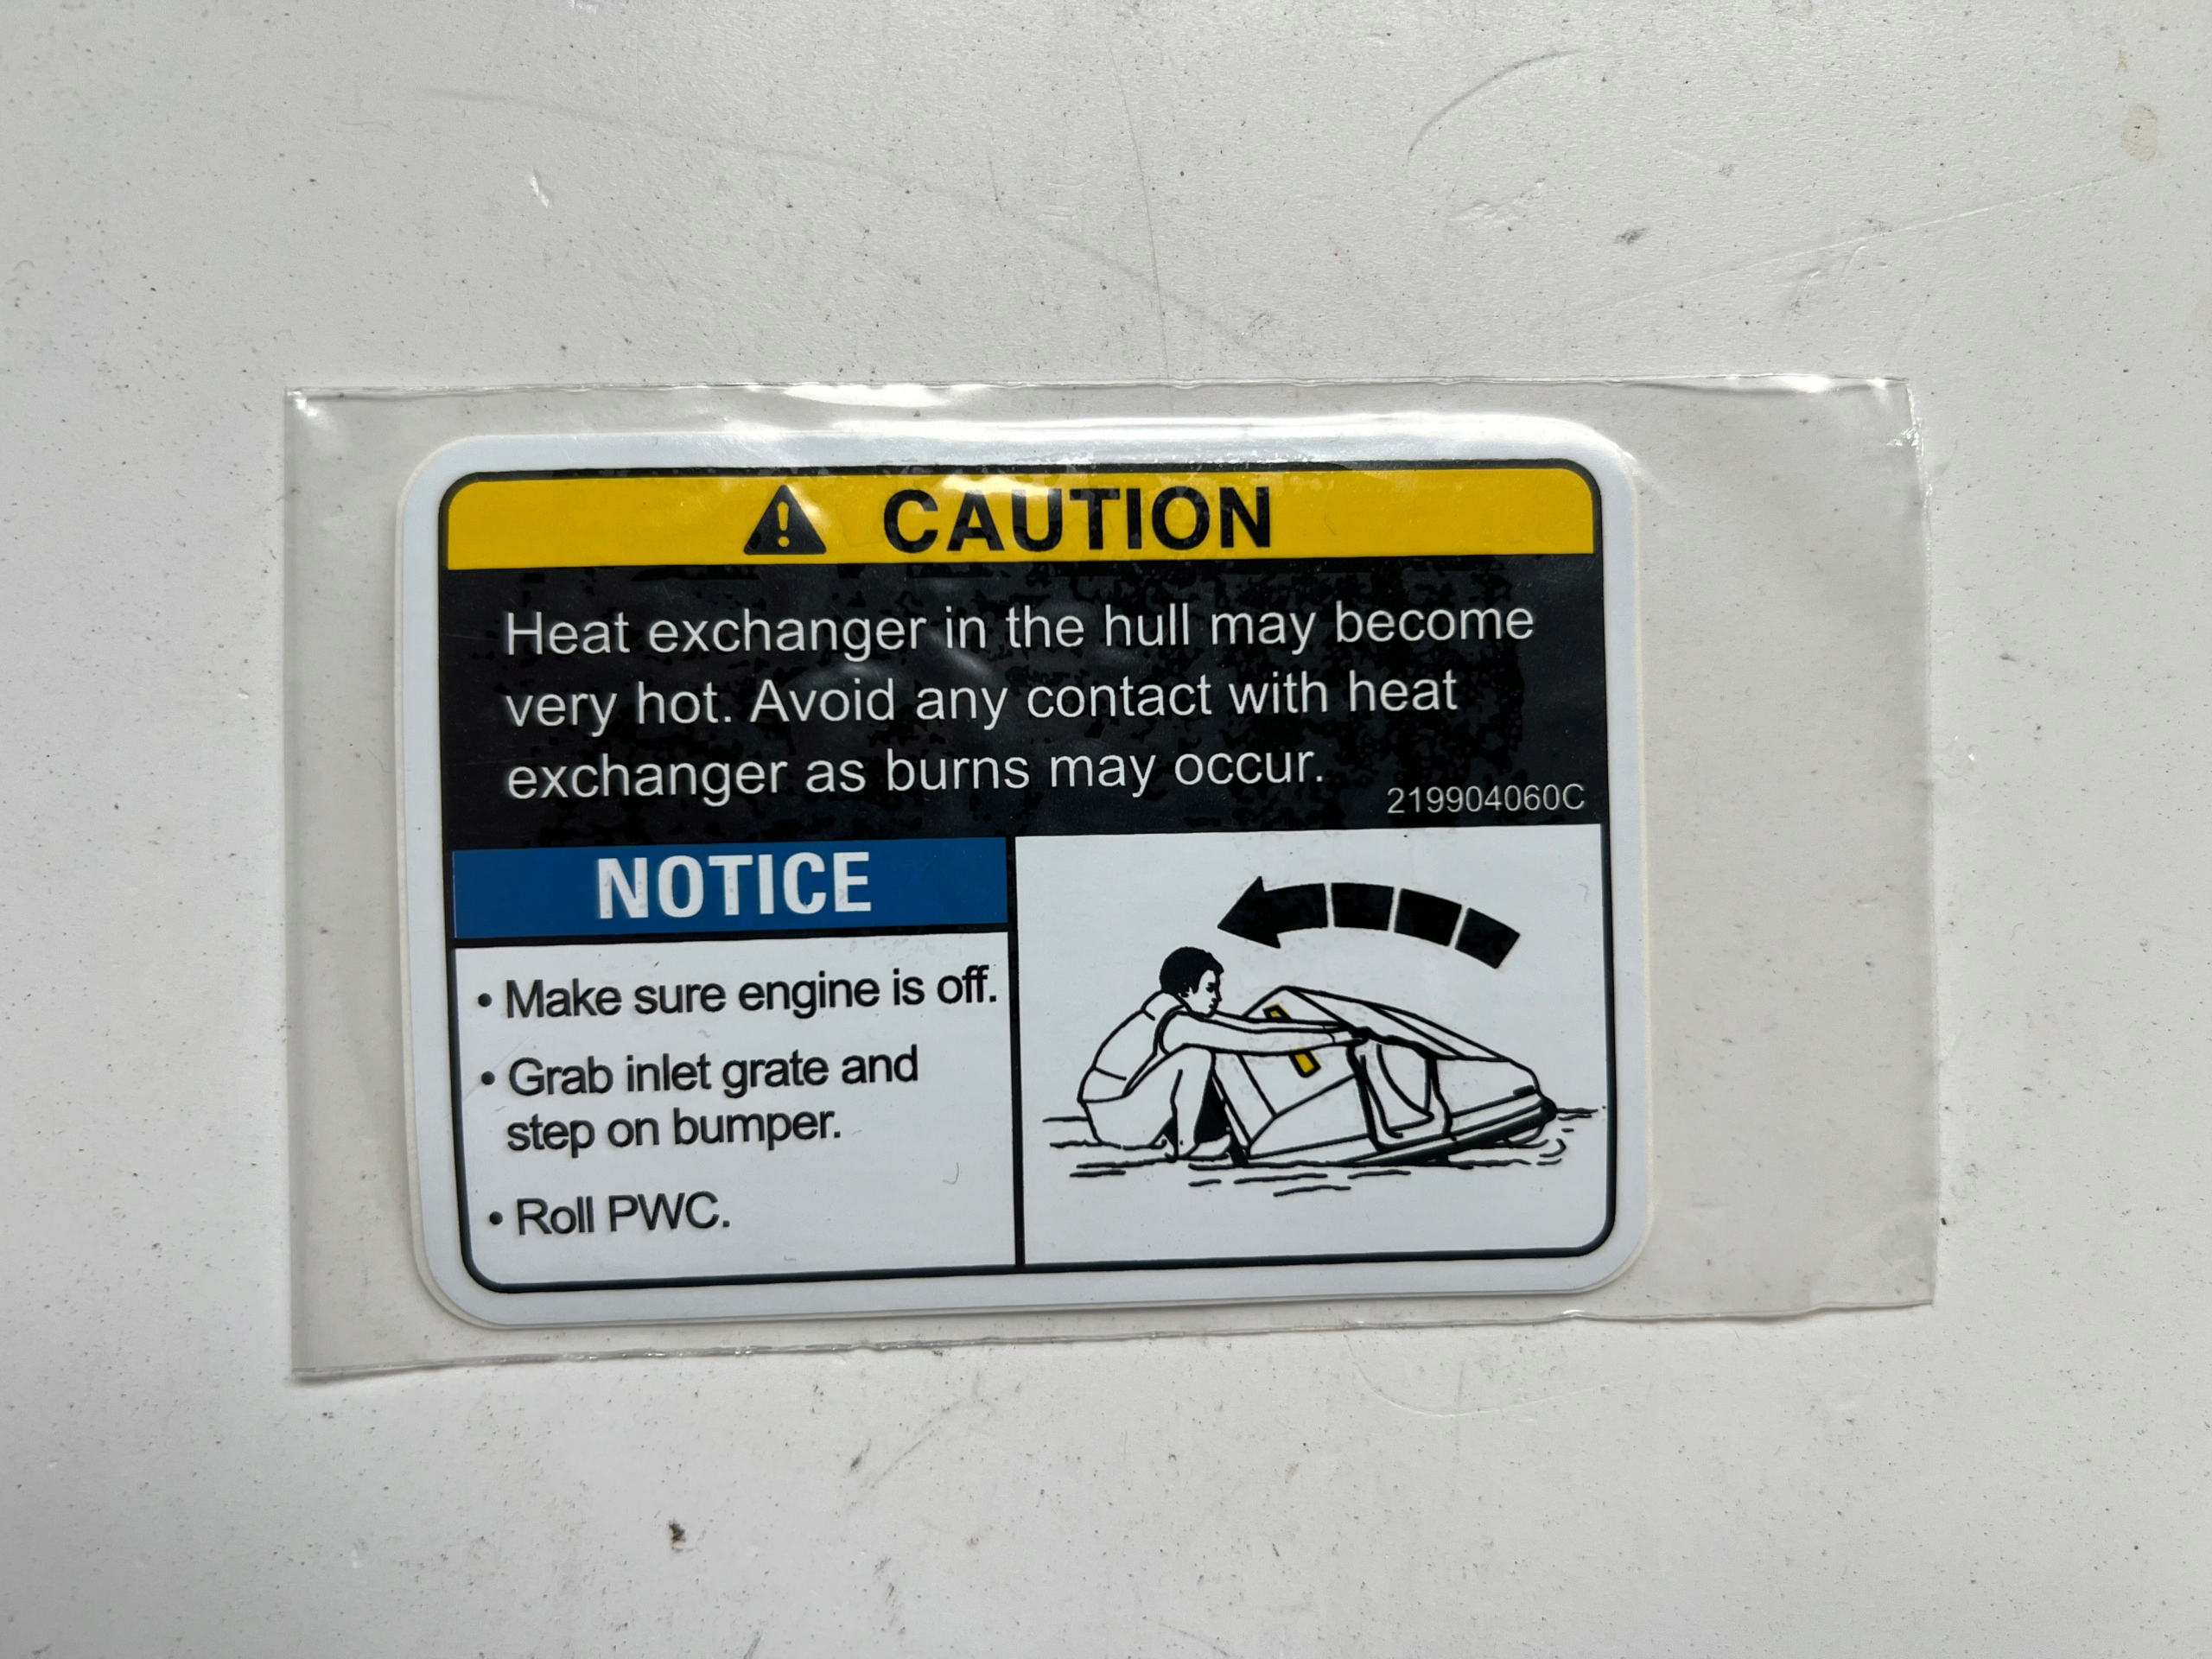 CAUTION
Heat exchanger in the hull may become
very hot. Avoid any contact with heat
exchanger as burns may occur.
219904060C
NOTICE
• Make sure engine is off.
• Grab inlet grate and
step on bumper.
• Roll PWC.